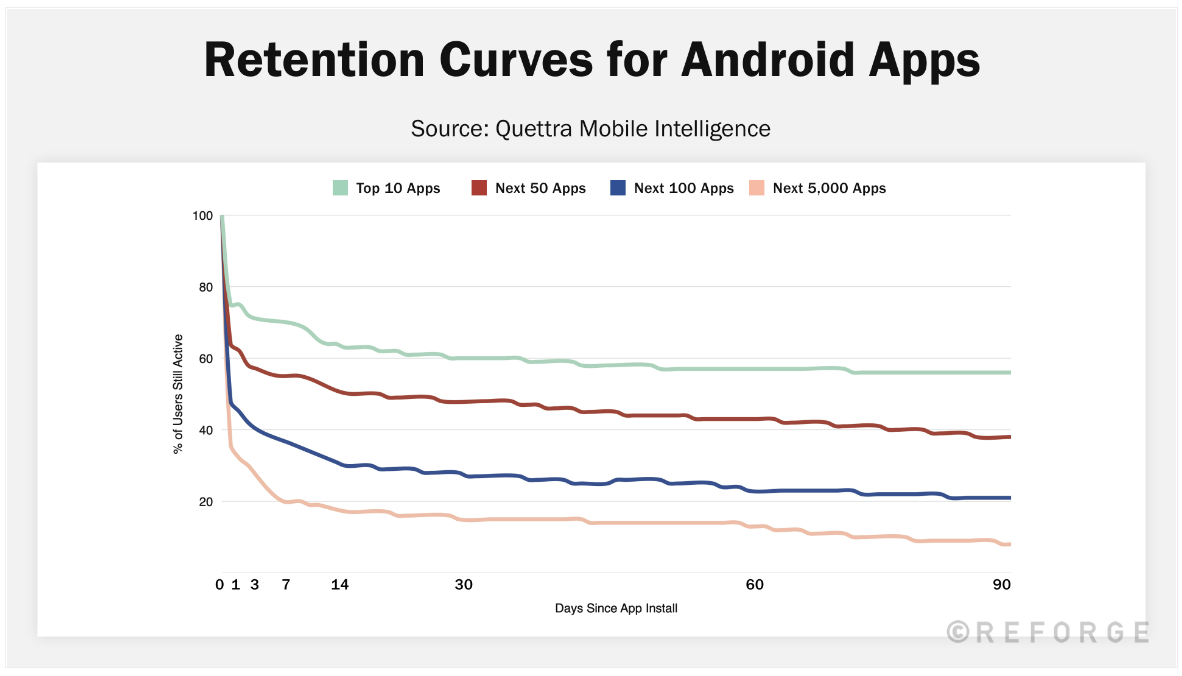 Retention Curves for Android Apps
Source: Quettra Mobile Intelligence
Top 10 Apps Next 50 Apps Next 100 Apps Next 5,000 Apps
100
80
60
40
20
% of Users Still Active
0 1 3 7 14 30 60 90
Days Since App Install
©REFORGE